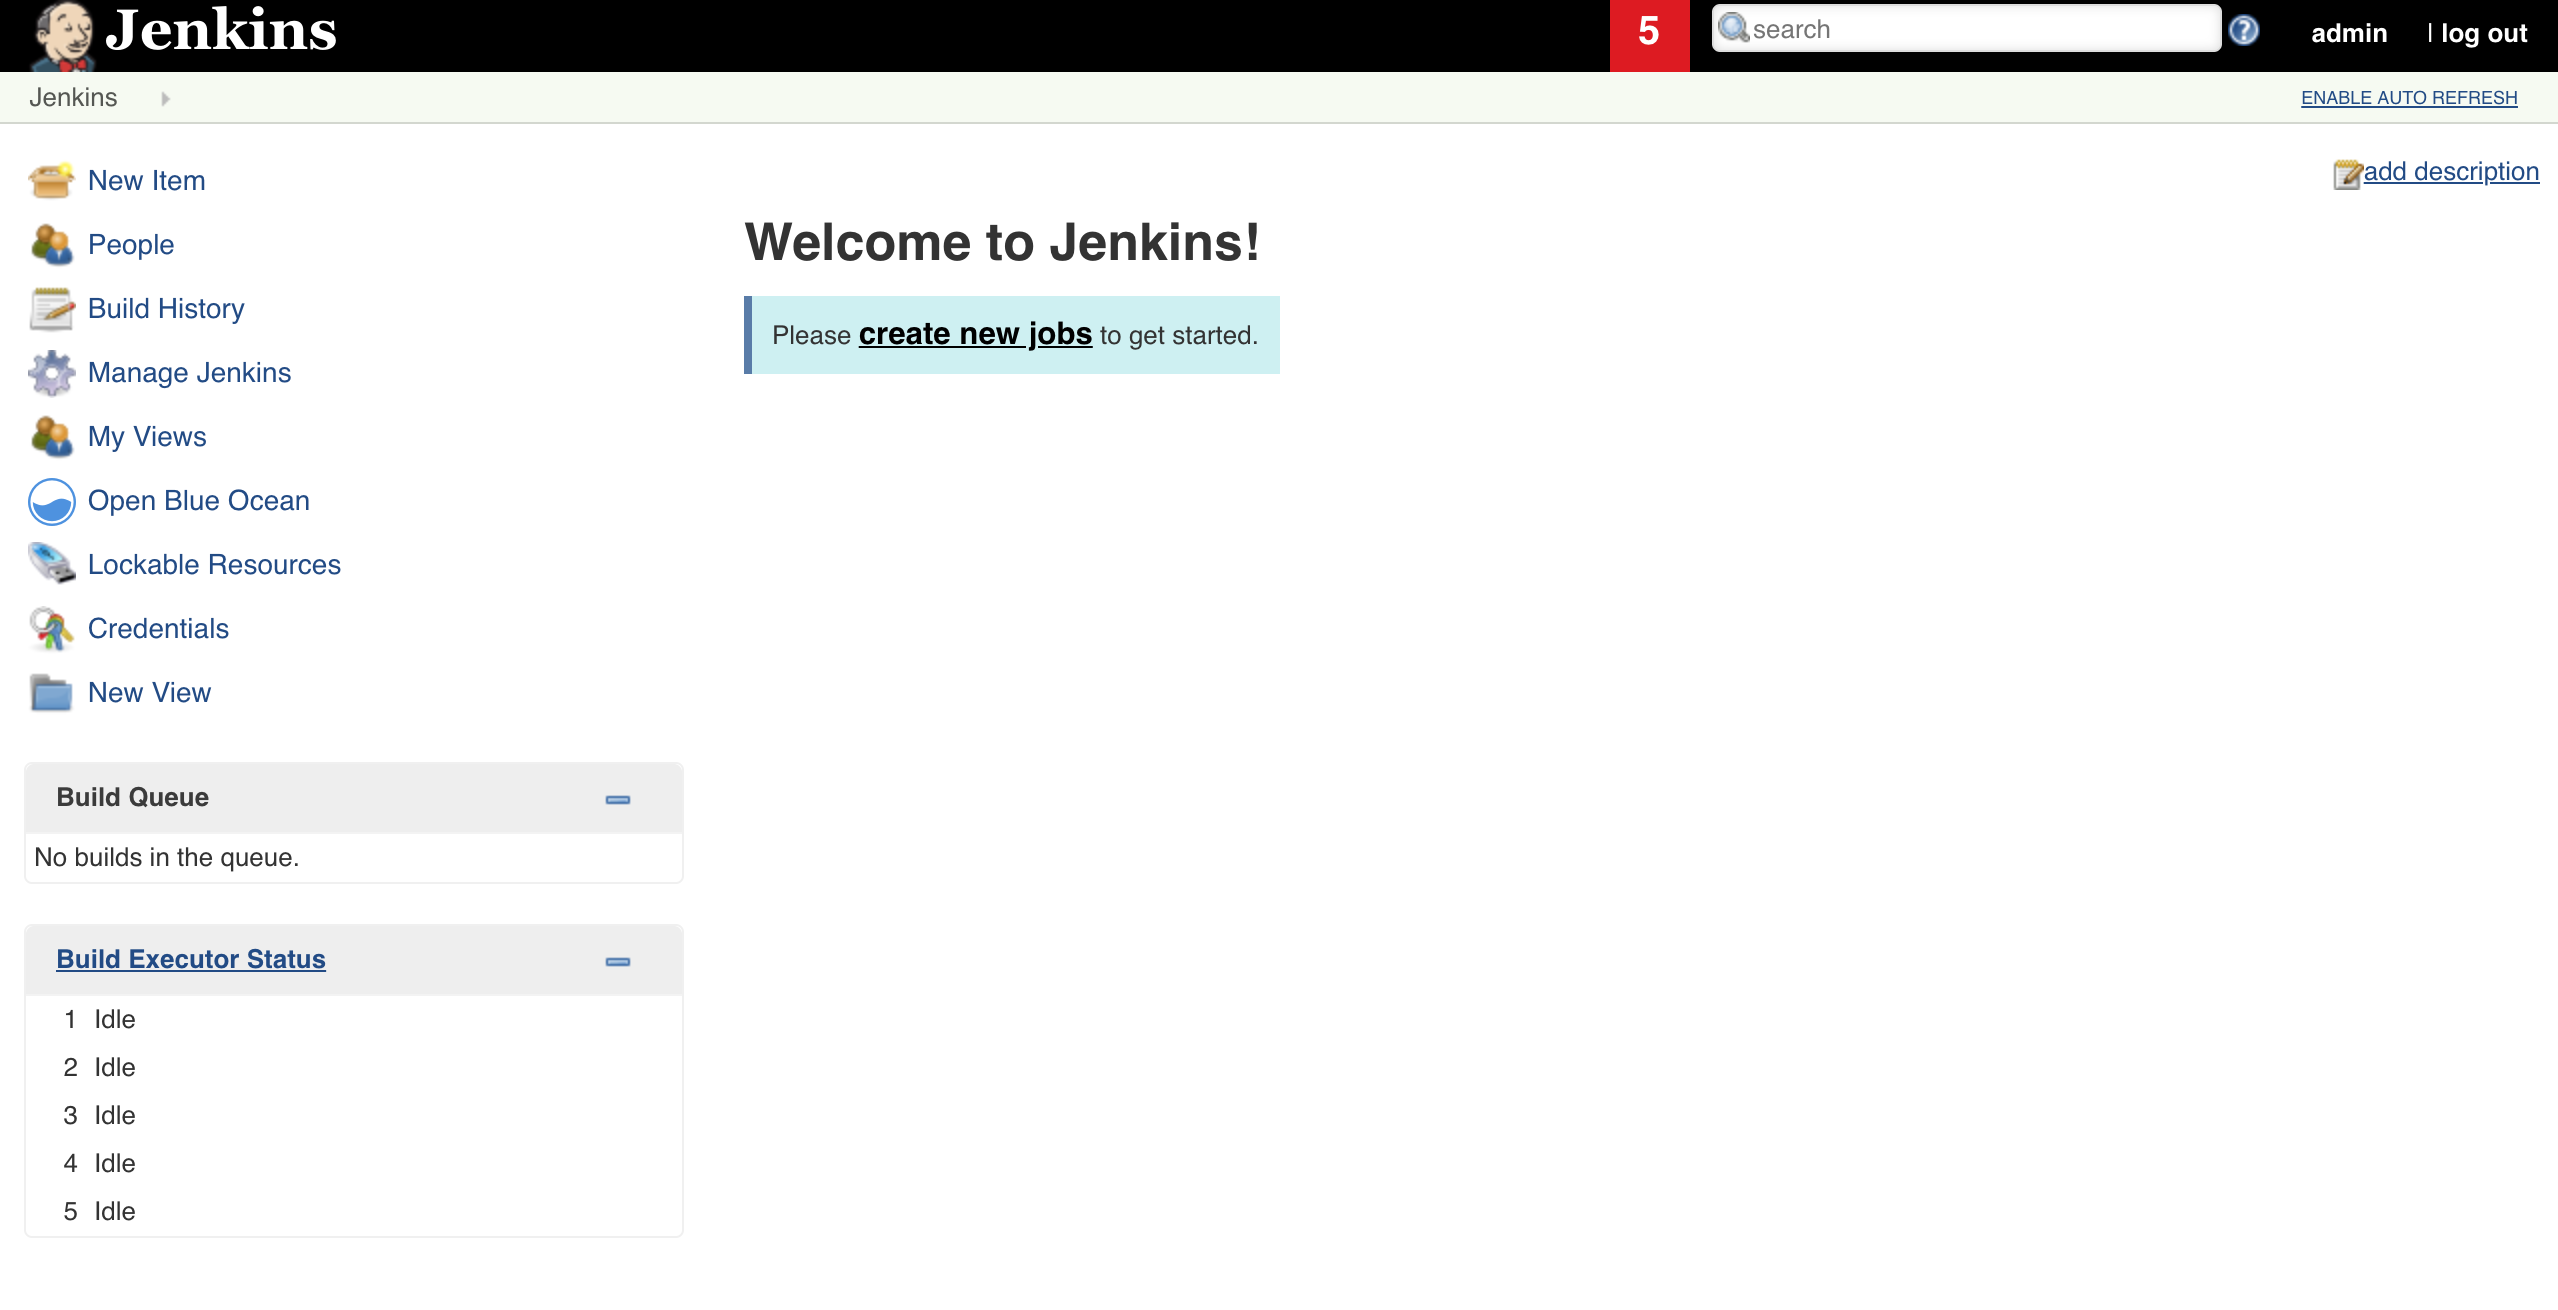 Jenkins
5
search
?
admin
| log out
Jenkins
ENABLE AUTO REFRESH
New Item
People
Build History
Manage Jenkins
My Views
Open Blue Ocean
Lockable Resources
Credentials
New View
add description
Welcome to Jenkins!
Please create new jobs to get started.
Build Queue
No builds in the queue.
Build Executor Status
1 Idle
2 Idle
3 Idle
4 Idle
5 Idle